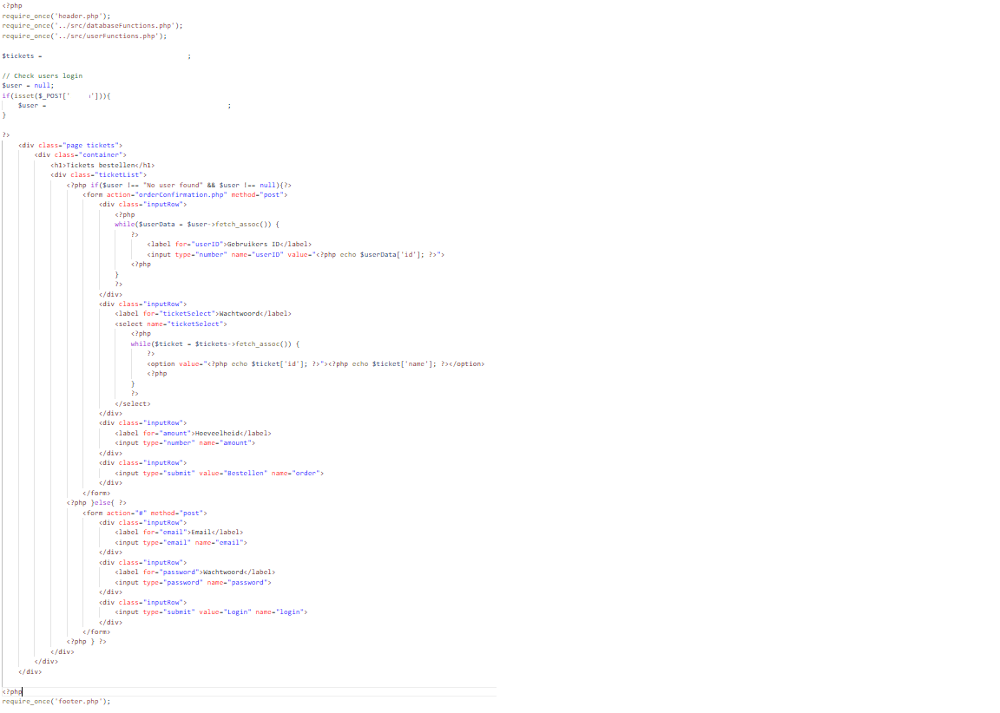 <?php
require_once('header.php');
require_once('../src/databaseFunctions.php');
require_once('../src/userFunctions.php');
$tickets = ;
// Check users login
$user = null;
if(isset($_POST[' '])){
$user = ;
}
?>
<div class="page tickets">
<div class="container">
<h1>Tickets bestellen</h1>
<div class="ticketList">
<?php if($user !== "No user found" && $user !== null){?>
<form action="orderConfirmation.php" method="post">
<div class="inputRow">
<?php
while($userData = $user->fetch_assoc()) {
?>
<label for="userID">Gebruikers ID</label>
<input type="number" name="userID" value="<?php echo $userData['id']; ?>">
<?php
}
?>
</div>
<div class="inputRow">
<label for="ticketSelect">Wachtwoord</label>
<select name="ticketSelect">
<?php
while($ticket = $tickets->fetch_assoc()) {
?>
<option value="<?php echo $ticket['id']; ?>"><?php echo $ticket['name']; ?></option>
<?php
}
?>
</select>
</div>
<div class="inputRow">
<label for="amount">Hoeveelheid</label>
<input type="number" name="amount">
</div>
<div class="inputRow">
<input type="submit" value="Bestellen" name="order">
</div>
</form>
<?php }else{ ?>
<form action="#" method="post">
<div class="inputRow">
<label for="email">Email</label>
<input type="email" name="email">
</div>
<div class="inputRow">
<label for="password">Wachtwoord</label>
<input type="password" name="password">
</div>
<div class="inputRow">
<input type="submit" value="Login" name="login">
</div>
</form>
<?php } ?>
</div>
</div>
</div>
<?php
require_once('footer.php');